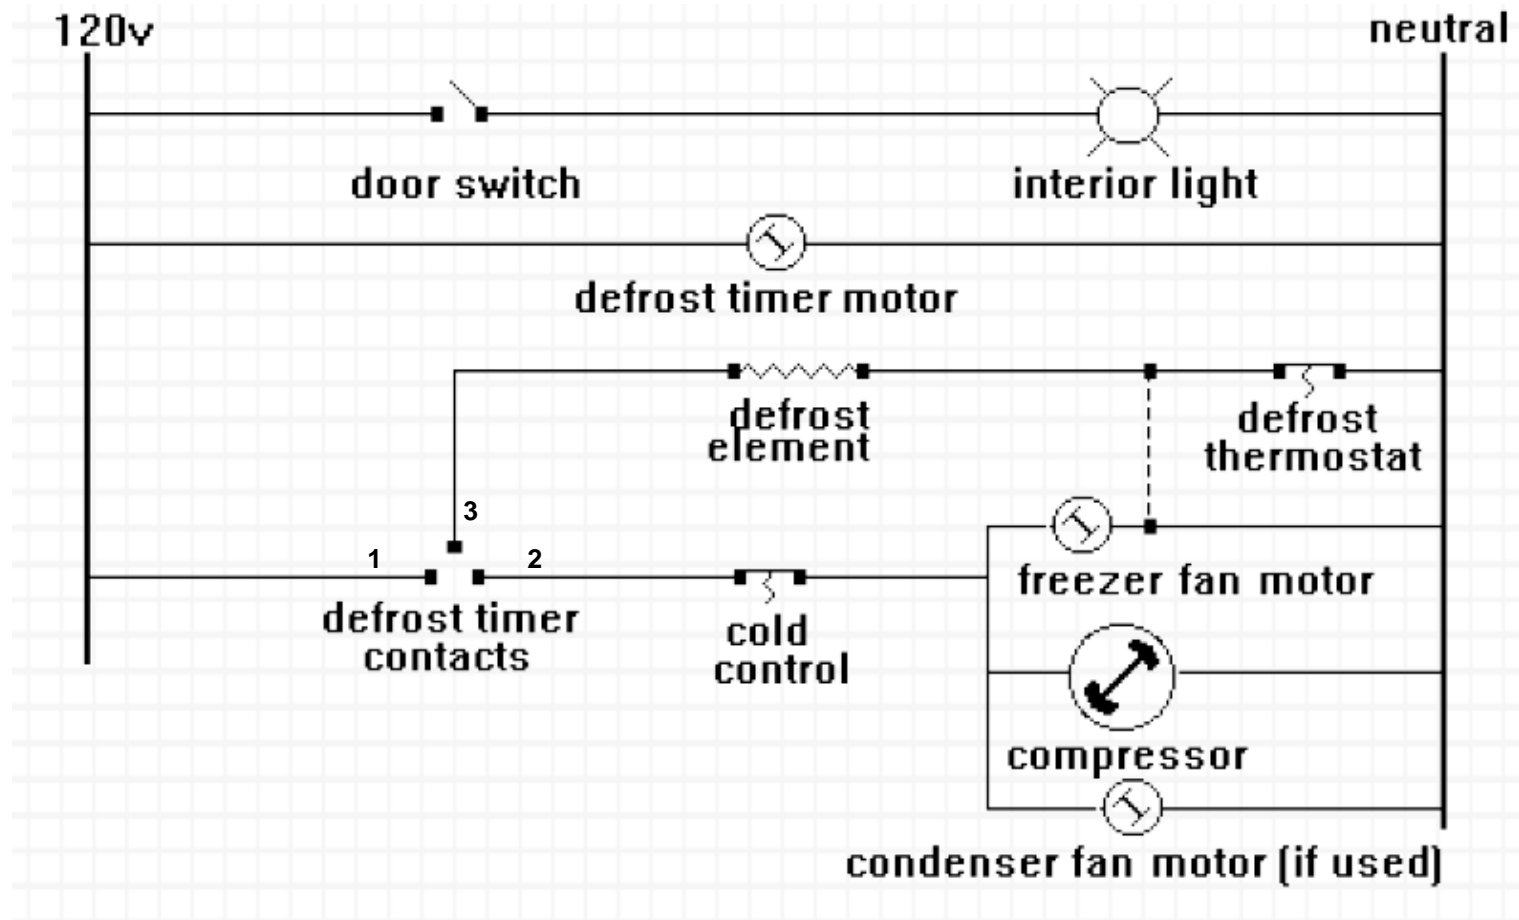 120v
neutral
door switch
interior light
defrost timer motor
defrost
element
defrost
thermostat
3
1
2
defrost timer
contacts
cold
control
freezer fan motor
compressor
condenser fan motor (if used)